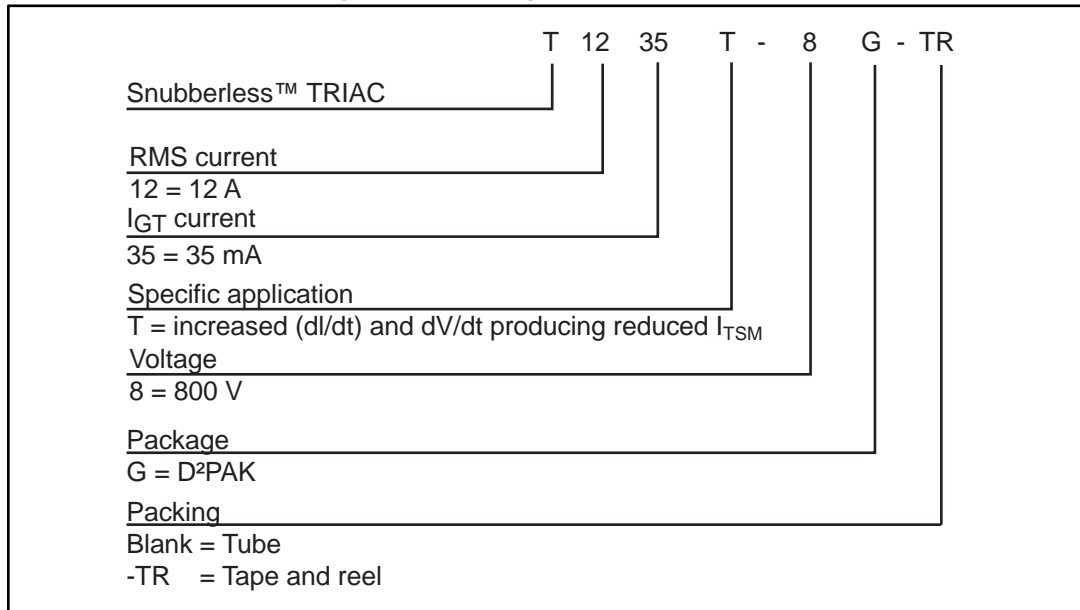 T 12 35 T - 8 G - TR
Snubberless™ TRIAC
RMS current
12 = 12 A
IGT current
35 = 35 mA
Specific application
T = increased (dI/dt) and dV/dt producing reduced ITSM
Voltage
8 = 800 V
Package
G = D²PAK
Packing
Blank = Tube
-TR = Tape and reel